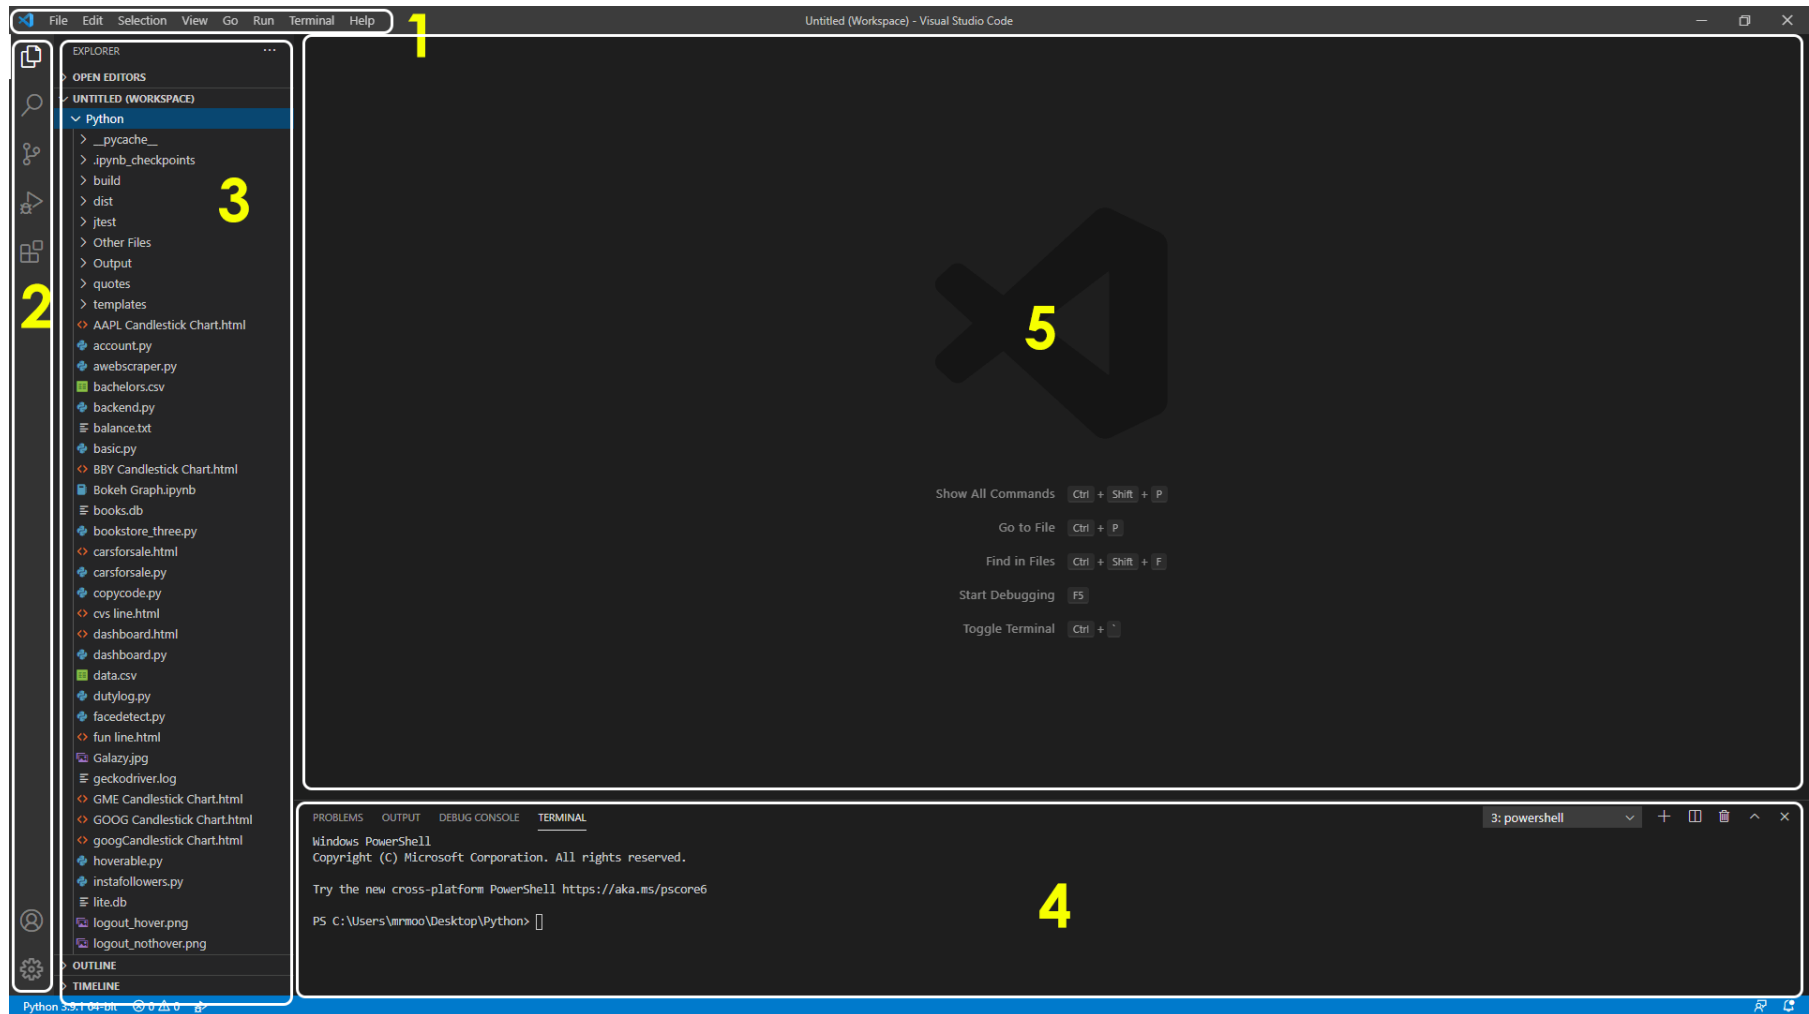 File Edit Selection View Go Run Terminal Help
1
Untitled (Workspace) - Visual Studio Code
2
EXPLORER ···
OPEN EDITORS
UNTITLED (WORKSPACE)
Python
__pycache__
.ipynb_checkpoints
build
3
dist
jtest
Other Files
Output
quotes
templates
AAPL Candlestick Chart.html
account.py
awebscraper.py
bachelors.csv
backend.py
balance.txt
basic.py
BBY Candlestick Chart.html
Bokeh Graph.ipynb
books.db
bookstore_three.py
carsforsale.html
carsforsale.py
copycode.py
cvs line.html
dashboard.html
dashboard.py
data.csv
dutylog.py
facedetect.py
fun line.html
Galazy.jpg
geckodriver.log
GME Candlestick Chart.html
GOOG Candlestick Chart.html
googCandlestick Chart.html
hoverable.py
instafollowers.py
lite.db
logout_hover.png
logout_nothover.png
OUTLINE
TIMELINE
5
Show All Commands Ctrl + Shift + P
Go to File Ctrl + P
Find in Files Ctrl + Shift + F
Start Debugging F5
Toggle Terminal Ctrl + `
PROBLEMS OUTPUT DEBUG CONSOLE TERMINAL
3: powershell
Windows PowerShell
Copyright (C) Microsoft Corporation. All rights reserved.
Try the new cross-platform PowerShell https://aka.ms/pscore6
4
PS C:\Users\mrmoo\Desktop\Python>
Python 3.9.1 64-bit 0 0